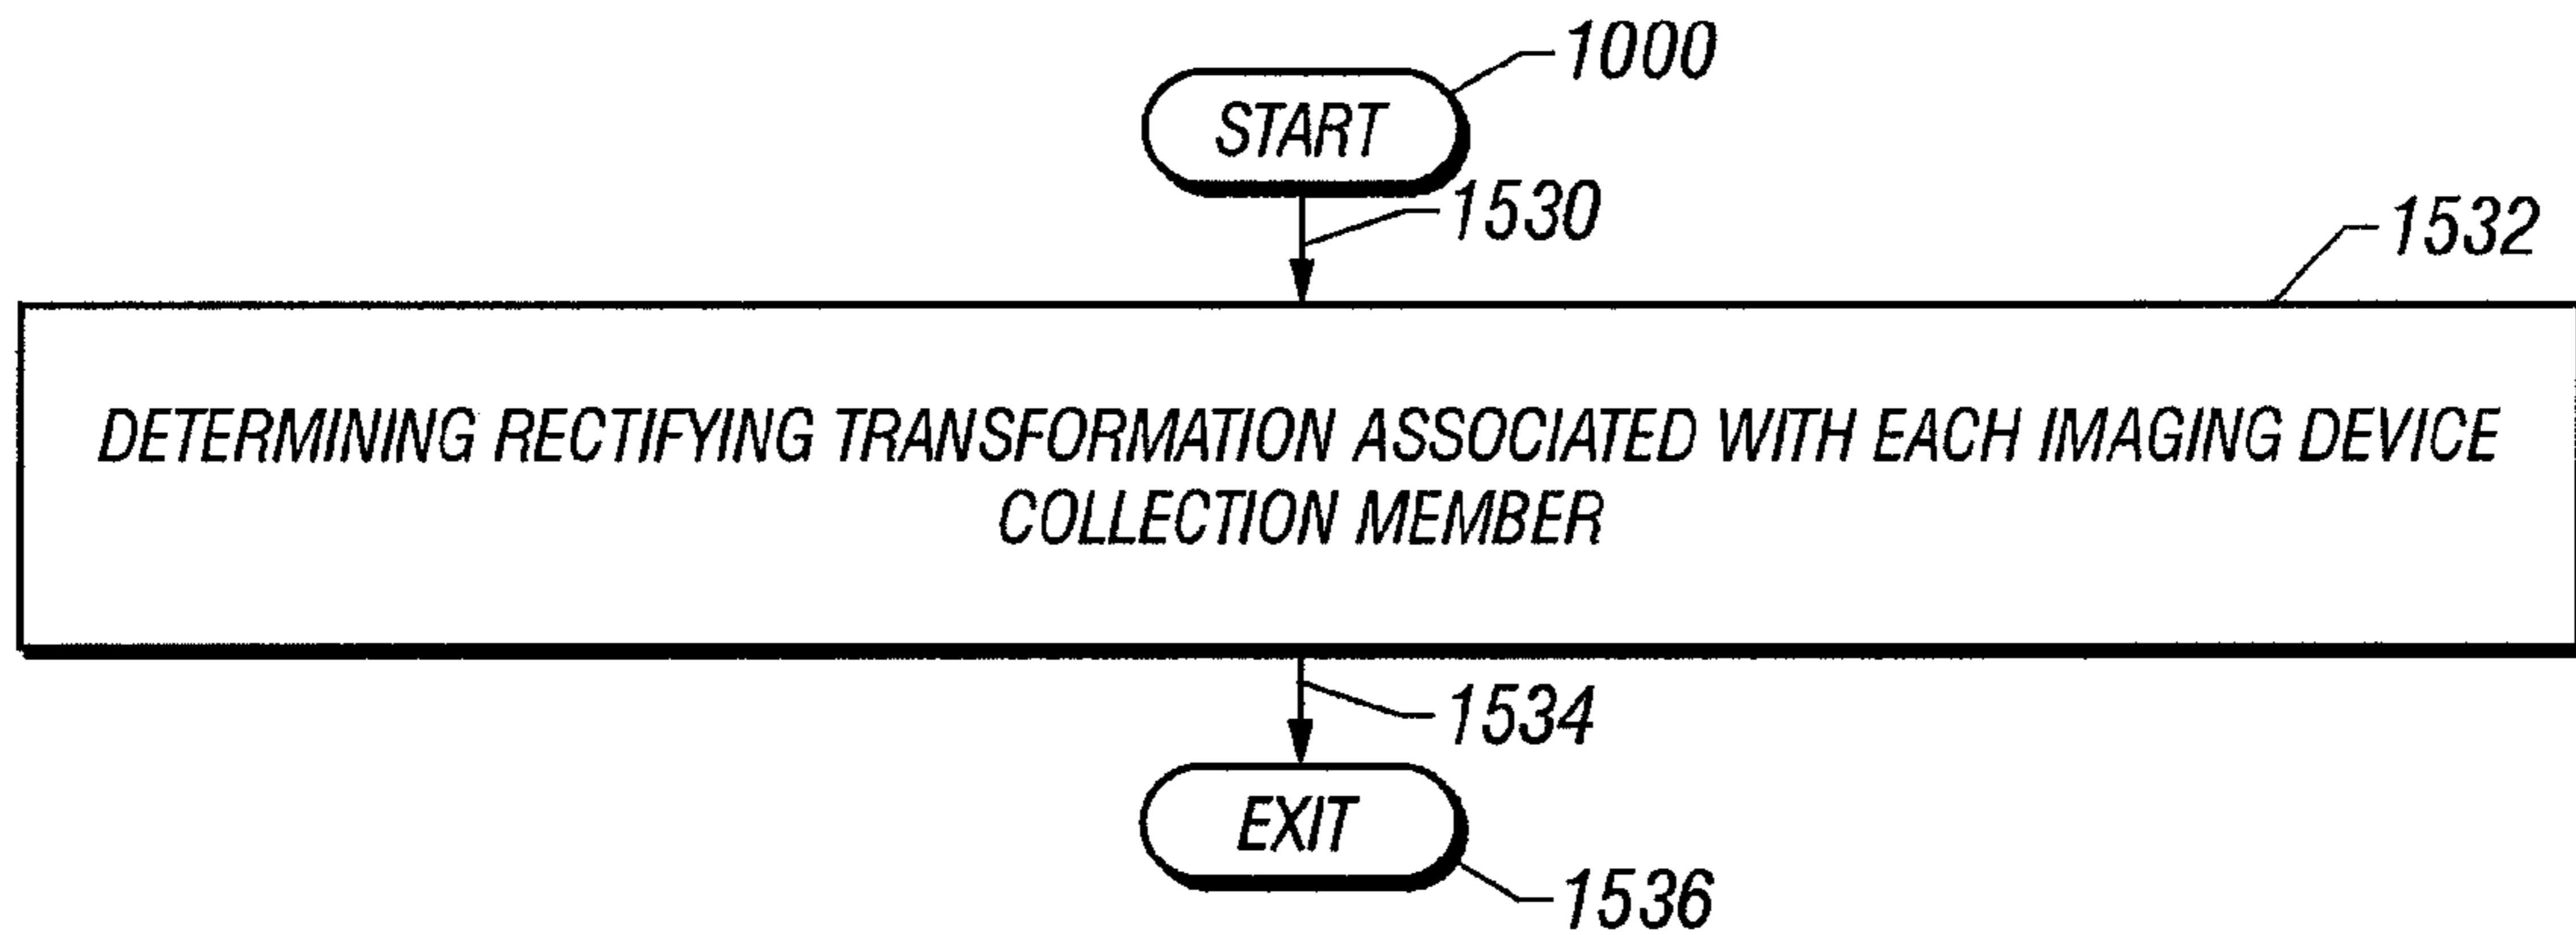 1000
START
1530
1532
DETERMINING RECTIFYING TRANSFORMATION ASSOCIATED WITH EACH IMAGING DEVICE
COLLECTION MEMBER
1534
EXIT
1536